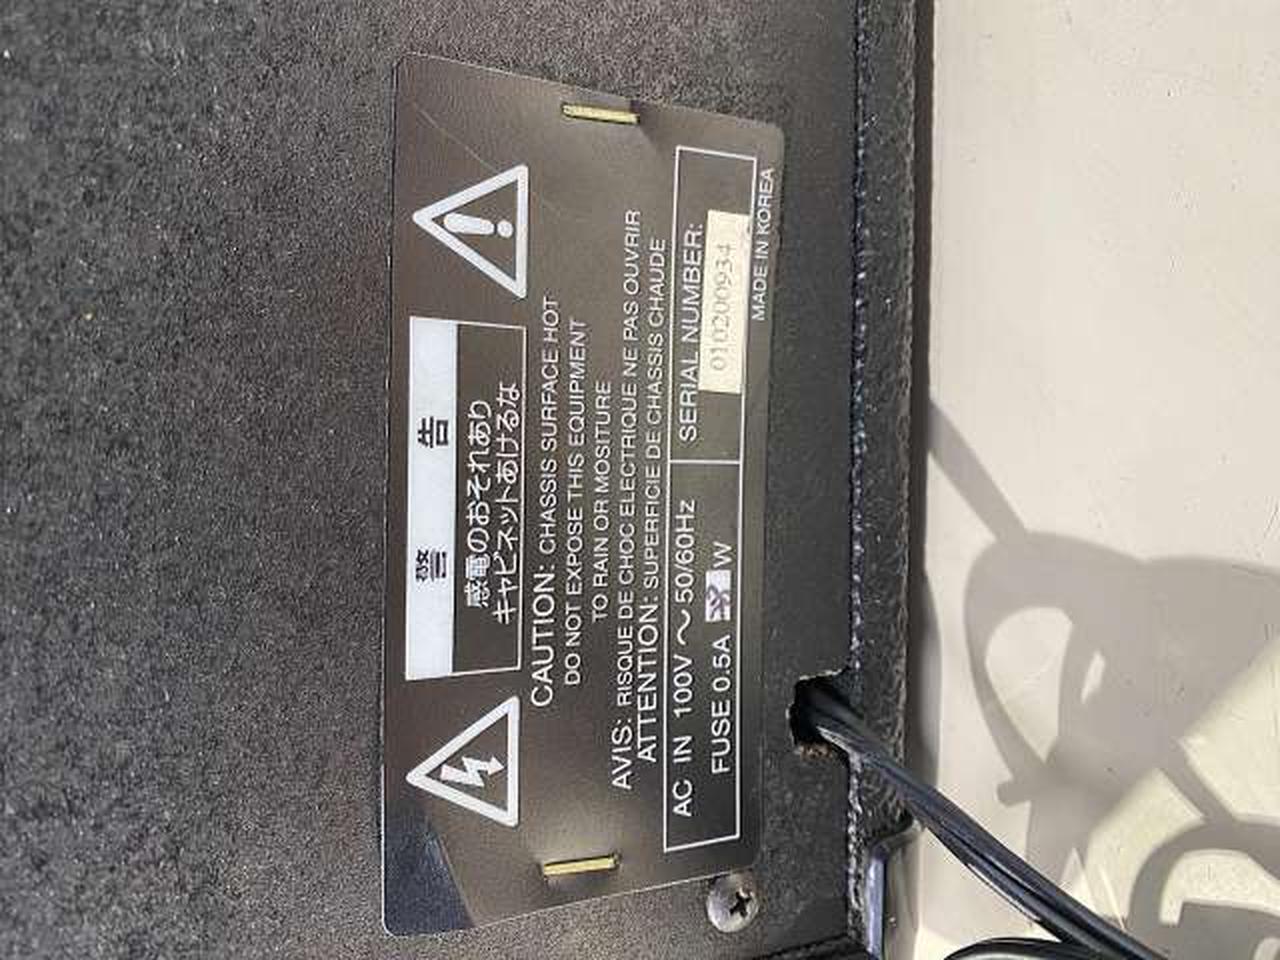 警 告
感電のおそれあり
キャビネットあけるな
CAUTION: CHASSIS SURFACE HOT
DO NOT EXPOSE THIS EQUIPMENT
TO RAIN OR MOSITURE
AVIS: RISQUE DE CHOC ELECTRIQUE NE PAS OUVRIR
ATTENTION: SUPERFICIE DE CHASSIS CHAUDE
AC IN 100V ～ 50/60Hz
FUSE 0.5A W
SERIAL NUMBER:
010200934
MADE IN KOREA